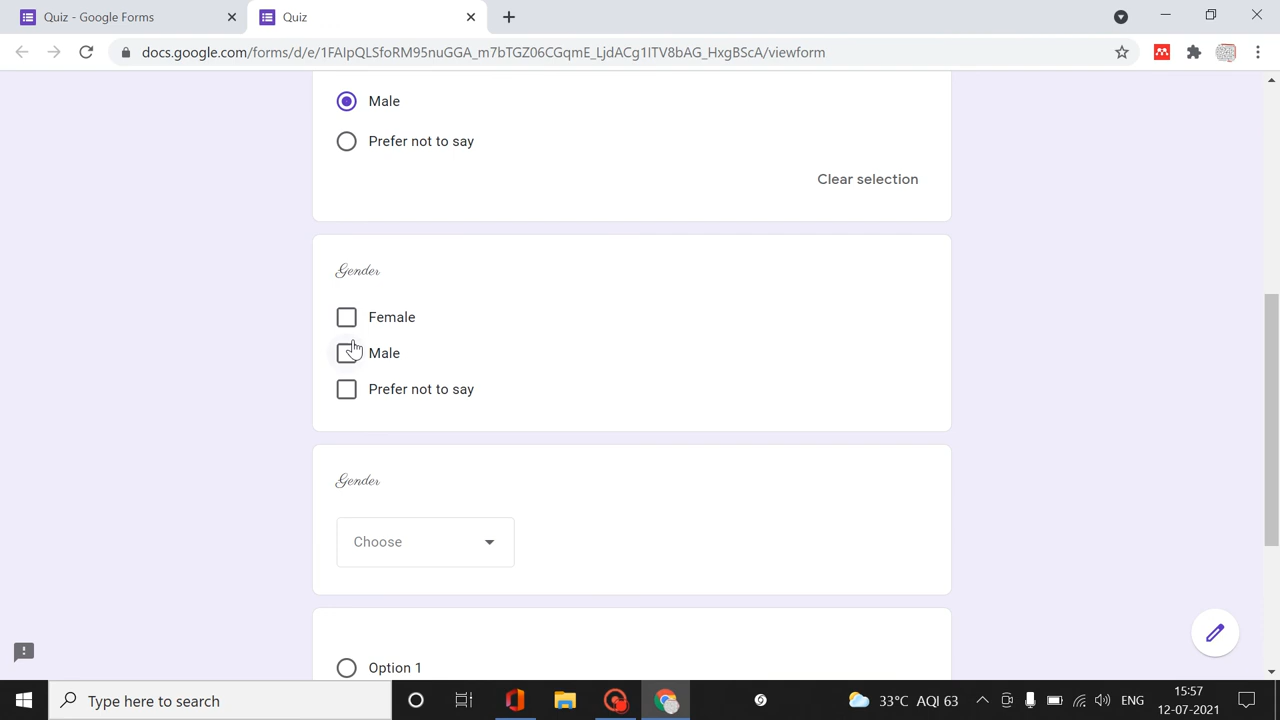 Quiz - Google Forms
Quiz
docs.google.com/forms/d/e/1FAIpQLSfoRM95nuGGA_m7bTGZ06CGqmE_LjdACg1ITV8bAG_HxgBScA/viewform
Male
Prefer not to say
Clear selection
Gender
Female
Male
Prefer not to say
Gender
Choose
Option 1
Type here to search
33°C AQI 63
ENG
15:57
12-07-2021